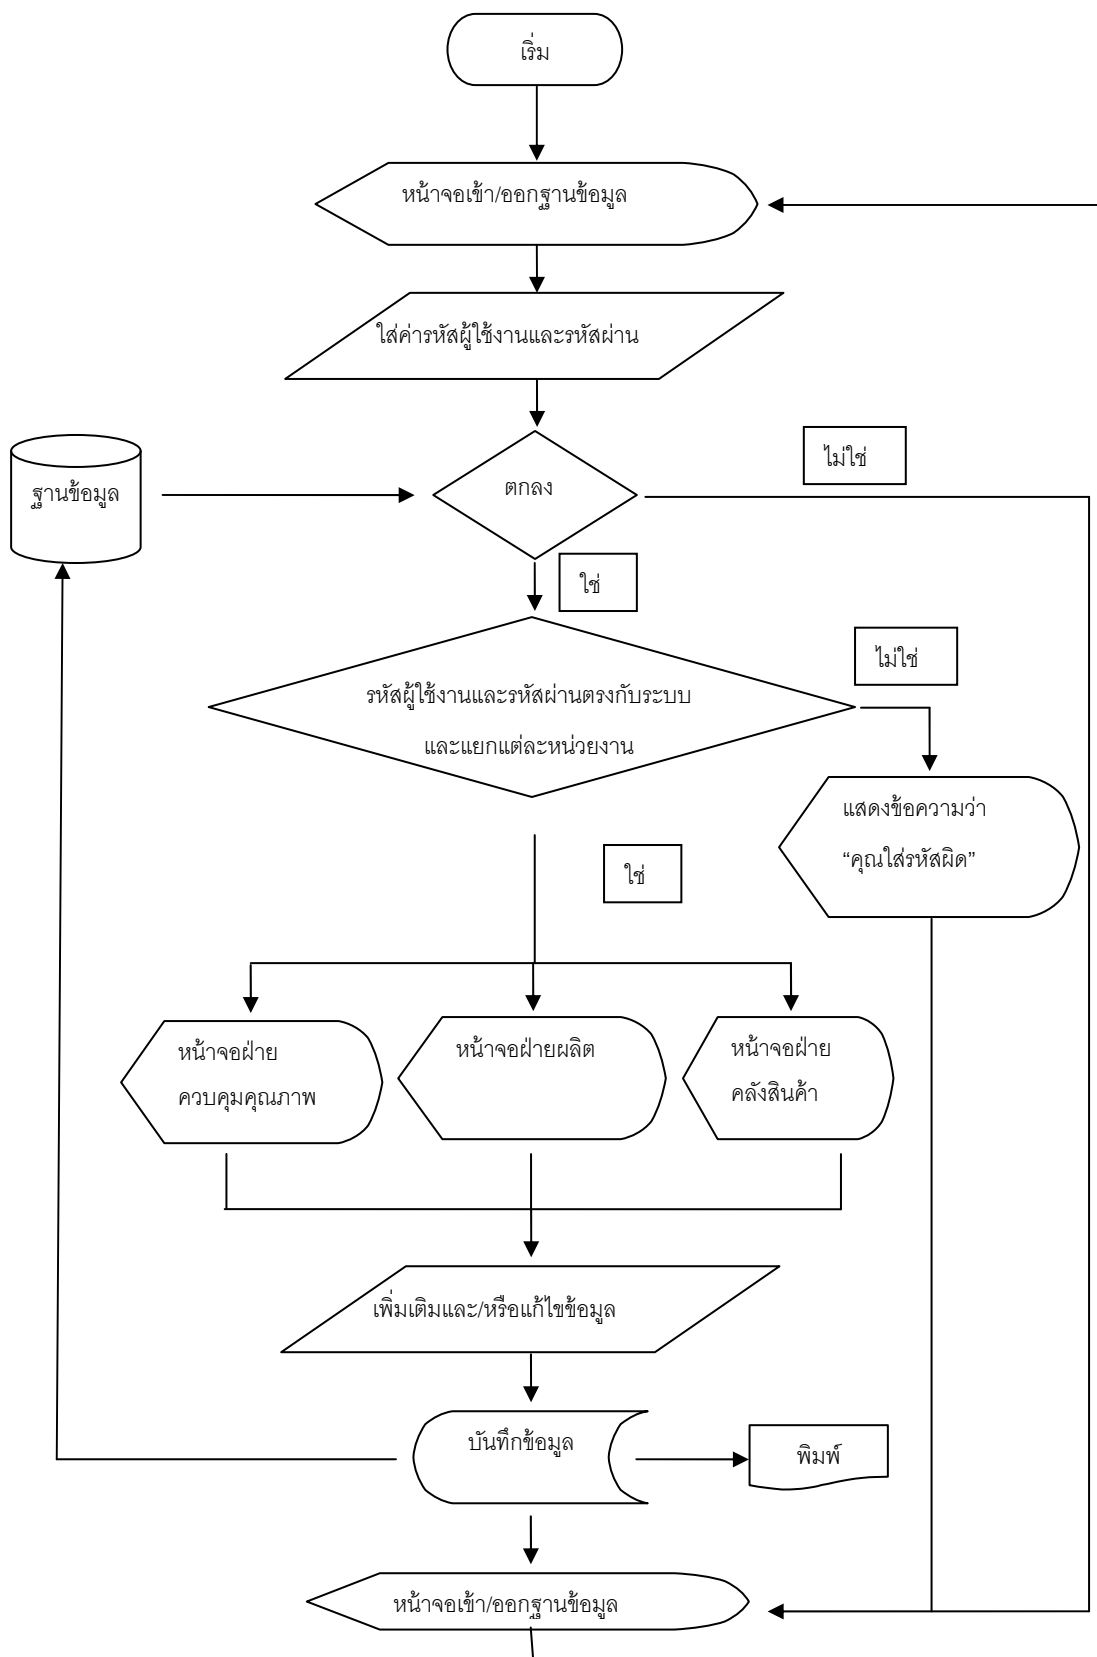 เริ่ม
หน้าจอเข้า/ออกฐานข้อมูล
ใส่ค่ารหัสผู้ใช้งานและรหัสผ่าน
ไม่ใช่
ฐานข้อมูล
ตกลง
ใช่
ไม่ใช่
รหัสผู้ใช้งานและรหัสผ่านตรงกับระบบ
และแยกแต่ละหน่วยงาน
แสดงข้อความว่า
“คุณใส่รหัสผิด”
ใช่
หน้าจอฝ่าย
ควบคุมคุณภาพ
หน้าจอฝ่ายผลิต
หน้าจอฝ่าย
คลังสินค้า
เพิ่มเติมและ/หรือแก้ไขข้อมูล
บันทึกข้อมูล
พิมพ์
หน้าจอเข้า/ออกฐานข้อมูล